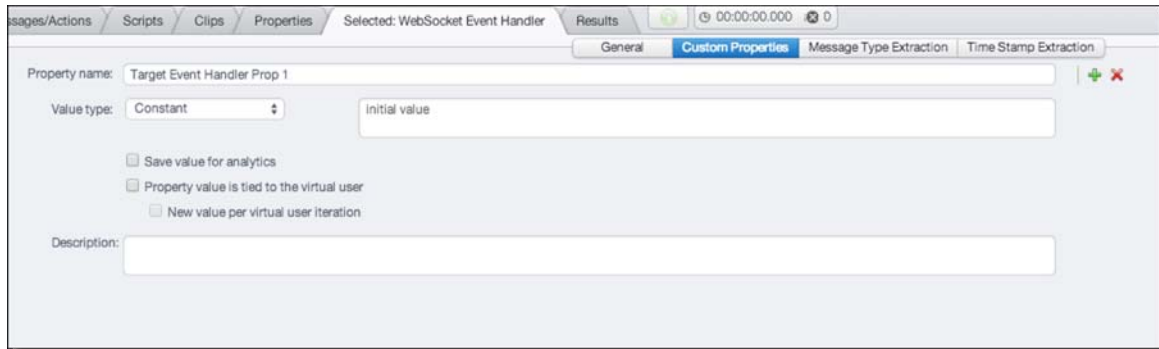 ssages/Actions Scripts Clips Properties Selected: WebSocket Event Handler Results 00:00:00.000 0
General Custom Properties Message Type Extraction Time Stamp Extraction
Property name: Target Event Handler Prop 1
Value type: Constant initial value
Save value for analytics
Property value is tied to the virtual user
New value per virtual user iteration
Description: